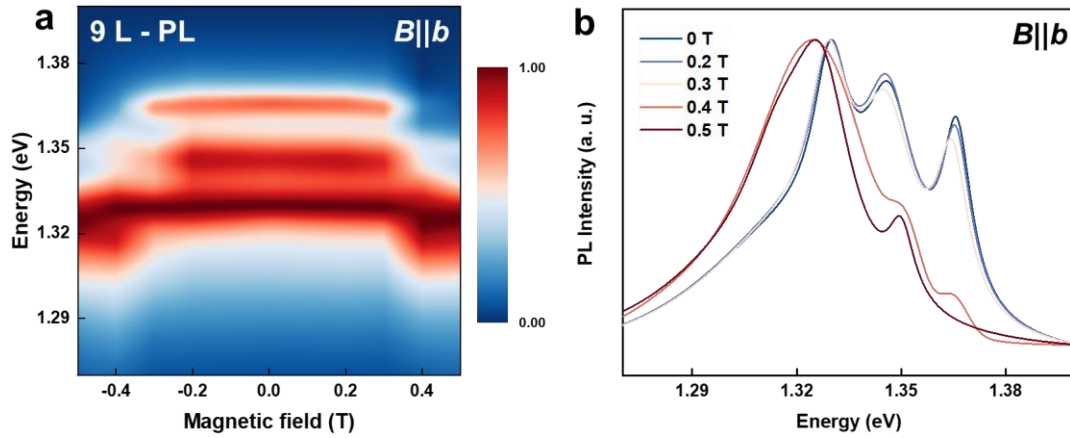 a
9 L - PL
B||b
1.38
1.35
1.32
1.29
Energy (eV)
-0.4 -0.2 0.0 0.2 0.4
Magnetic field (T)
1.00
0.00
b
B||b
0 T
0.2 T
0.3 T
0.4 T
0.5 T
PL Intensity (a. u.)
1.29 1.32 1.35 1.38
Energy (eV)